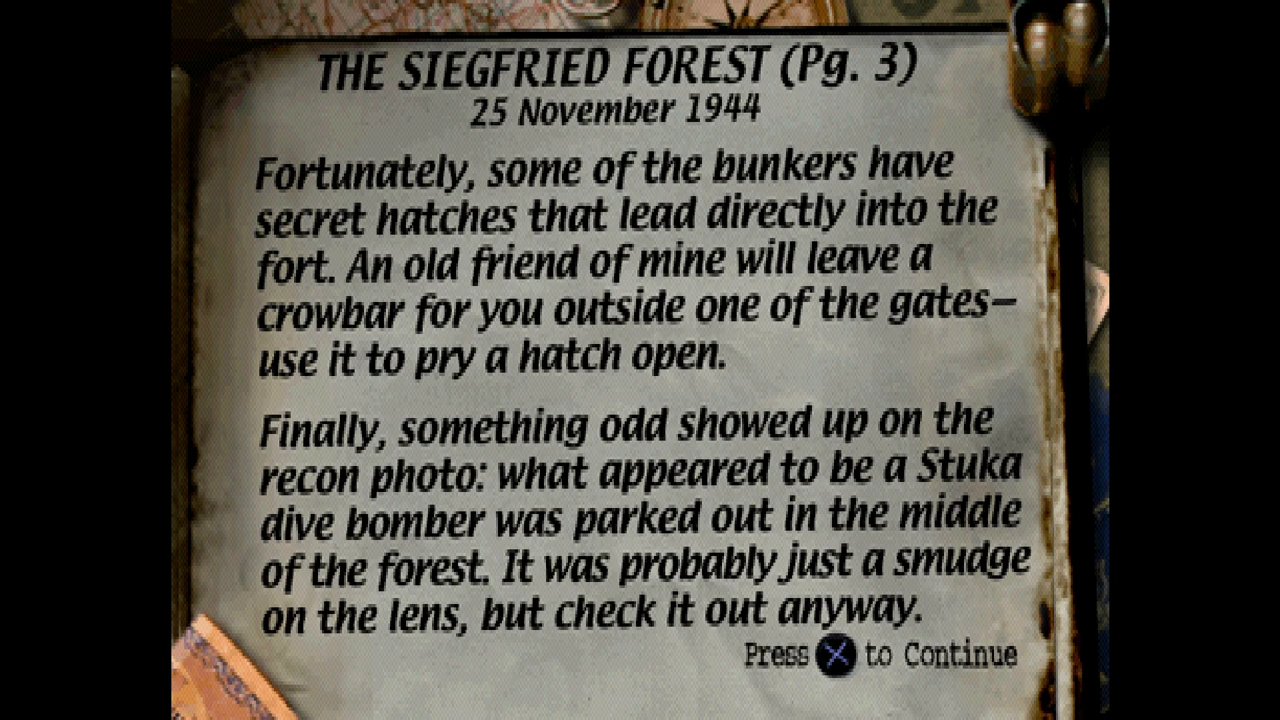 THE SIEGFRIED FOREST (Pg. 3)
25 November 1944
Fortunately, some of the bunkers have
secret hatches that lead directly into the
fort. An old friend of mine will leave a
crowbar for you outside one of the gates—
use it to pry a hatch open.
Finally, something odd showed up on the
recon photo: what appeared to be a Stuka
dive bomber was parked out in the middle
of the forest. It was probably just a smudge
on the lens, but check it out anyway.
Press X to Continue